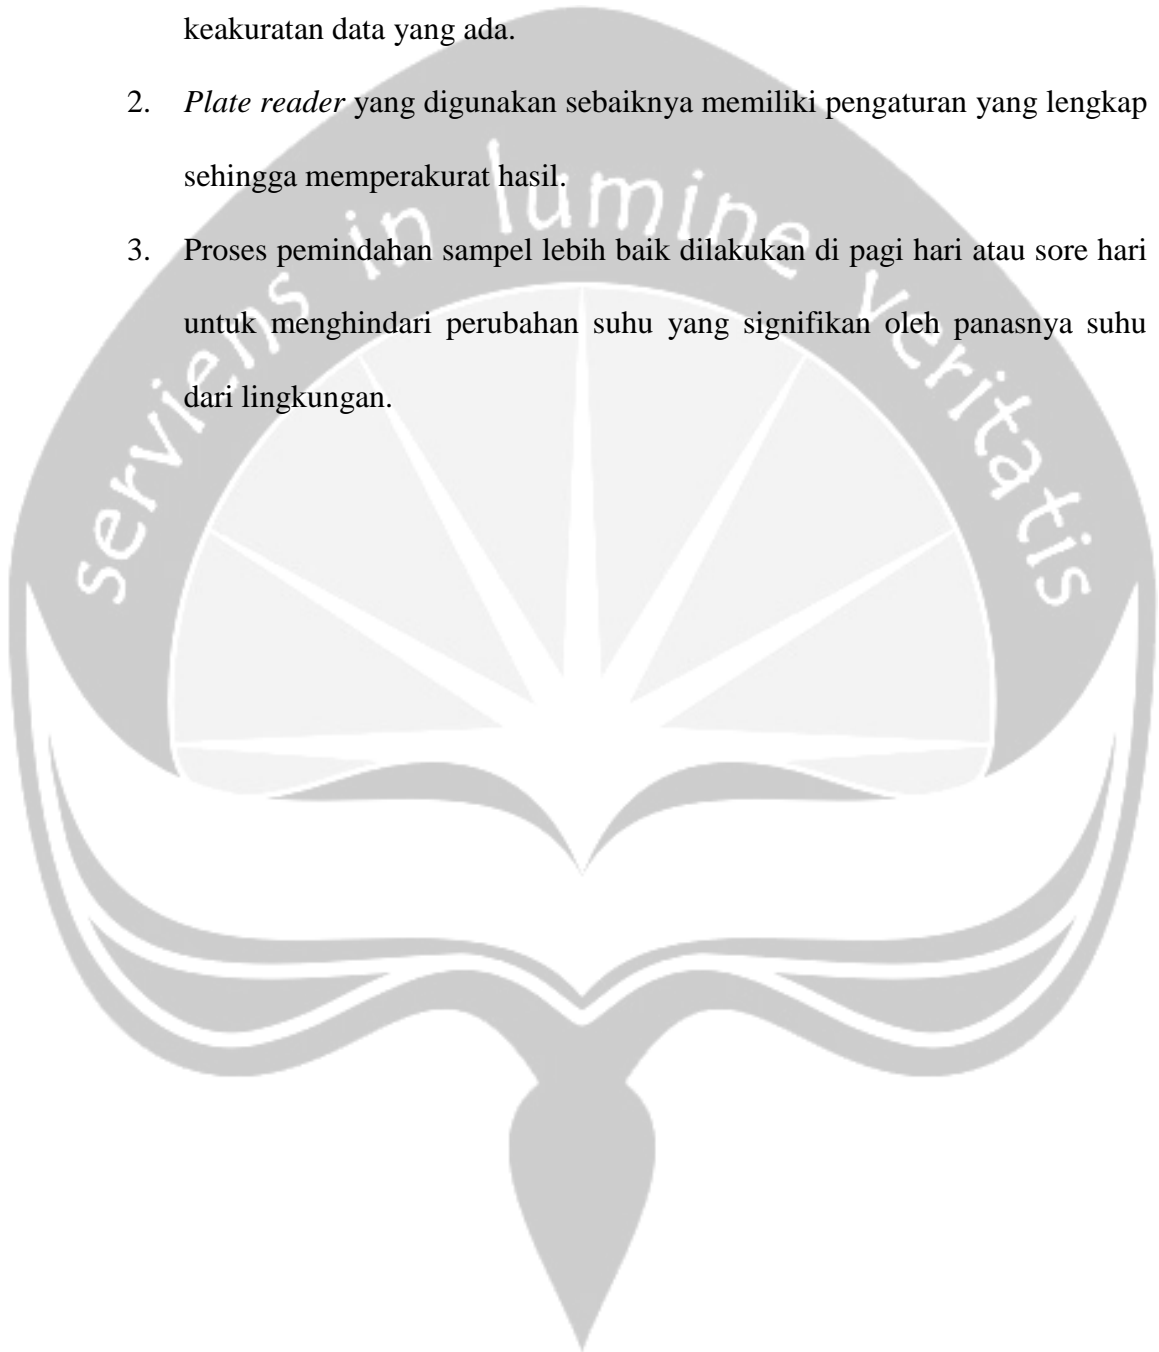 keakuratan data yang ada.
2. Plate reader yang digunakan sebaiknya memiliki pengaturan yang lengkap
sehingga memperakurat hasil.
3. Proses pemindahan sampel lebih baik dilakukan di pagi hari atau sore hari
untuk menghindari perubahan suhu yang signifikan oleh panasnya suhu
dari lingkungan.
serviens in lumine veritatis